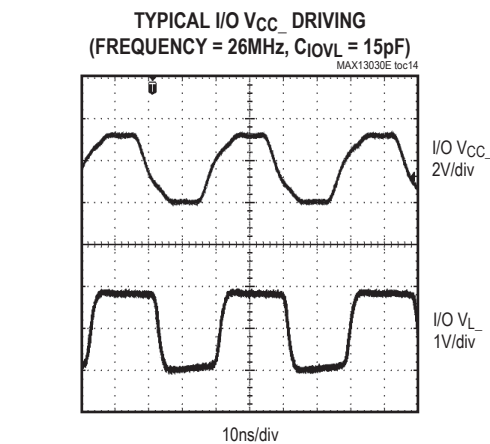 TYPICAL I/O VCC_ DRIVING
(FREQUENCY = 26MHz, CIOVL = 15pF)
MAX13030E toc14
T
I/O VCC_
2V/div
I/O VL_
1V/div
10ns/div